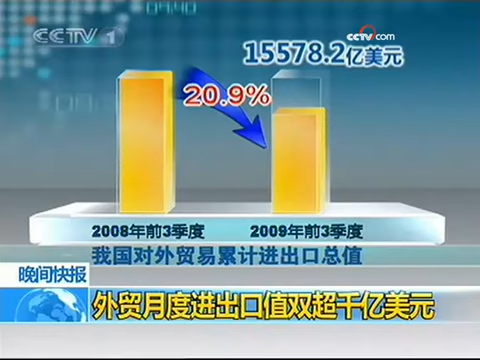 CCTV 1
cctv.com
15578.2亿美元
20.9%
2008年前3季度
2009年前3季度
我国对外贸易累计进出口总值
晚间快报
外贸月度进出口值双超千亿美元